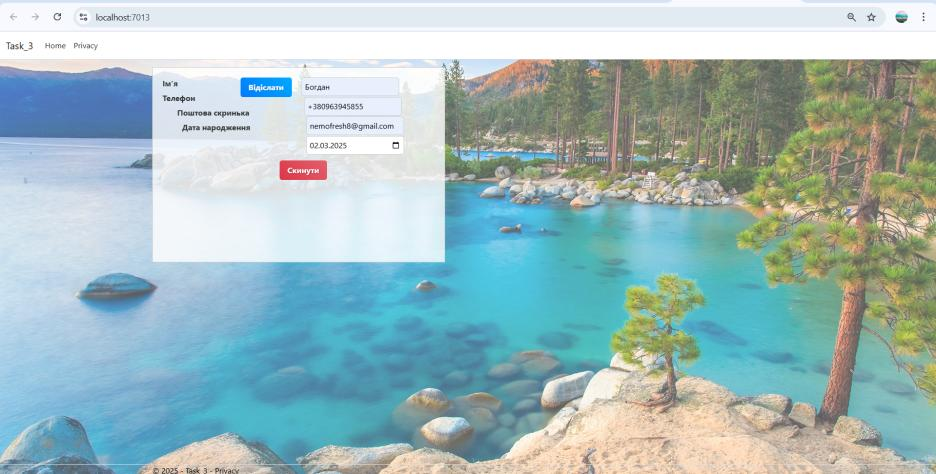 localhost:7013
Task_3 Home Privacy
Ім'я Відіслати Богдан
Телефон +380963945855
Поштова скринька nemofresh8@gmail.com
Дата народження 02.03.2025
Скинути
© 2025 - Task_3 - Privacy